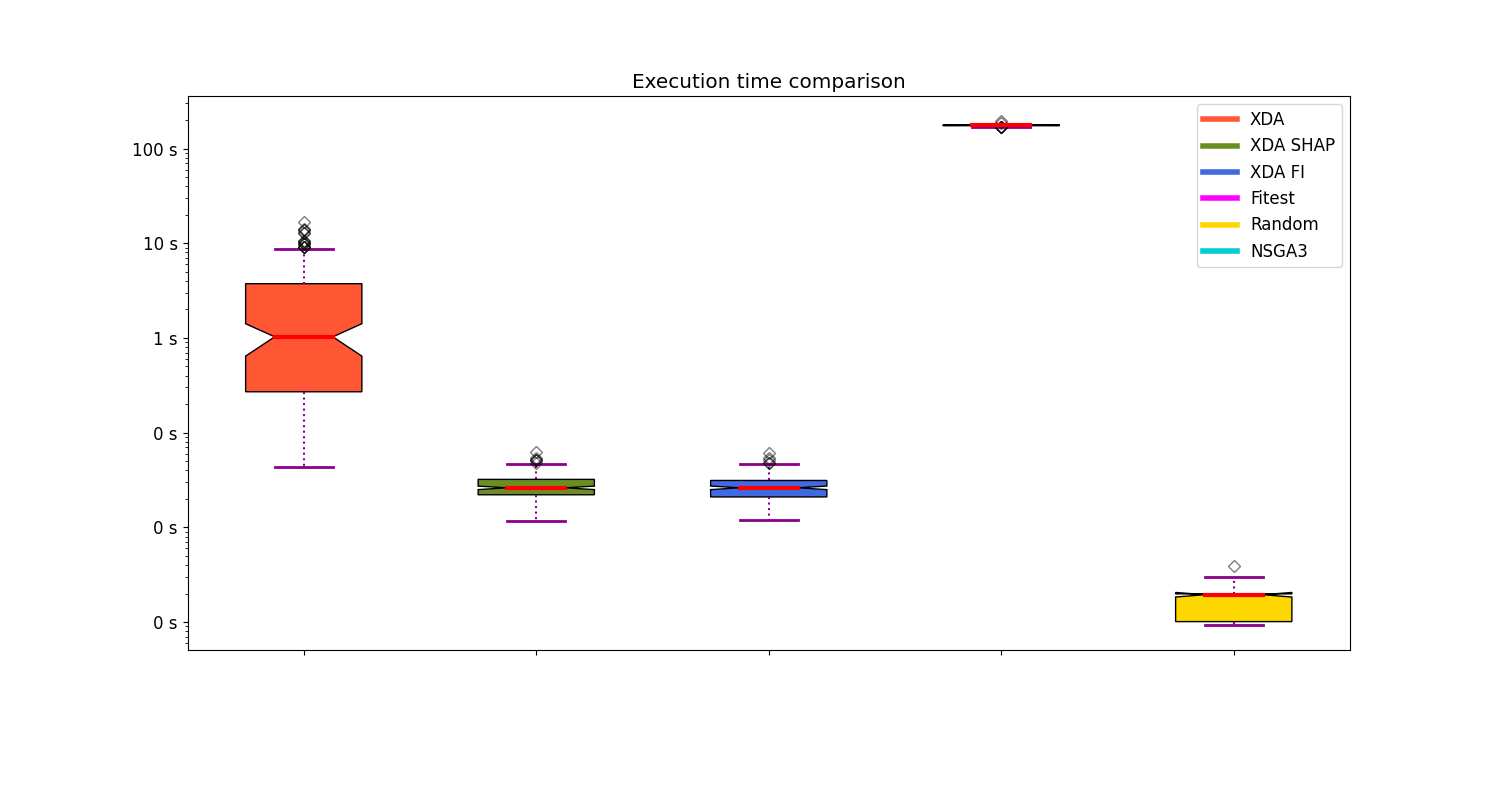 Execution time comparison
100 s
10 s
1 s
0 s
0 s
0 s
XDA
XDA SHAP
XDA FI
Fitest
Random
NSGA3